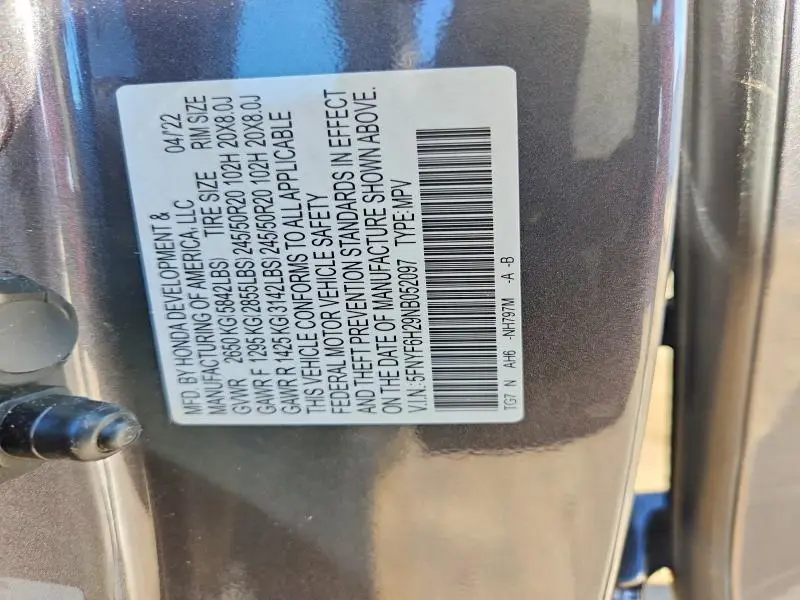 MFD. BY HONDA DEVELOPMENT &
MANUFACTURING OF AMERICA, LLC 04/'22
GVWR 2650 KG(5842LBS) TIRE SIZE RIM SIZE
GAWR F 1295 KG(2855LBS) 245/50R20 102H 20X8.0J
GAWR R 1425 KG(3142LBS) 245/50R20 102H 20X8.0J
THIS VEHICLE CONFORMS TO ALL APPLICABLE
FEDERAL MOTOR VEHICLE SAFETY
AND THEFT PREVENTION STANDARDS IN EFFECT
ON THE DATE OF MANUFACTURE SHOWN ABOVE.
V.I.N.:5FNYF6H29NB052097 TYPE:MPV
TG7 N AH6 -NH797M -A -B